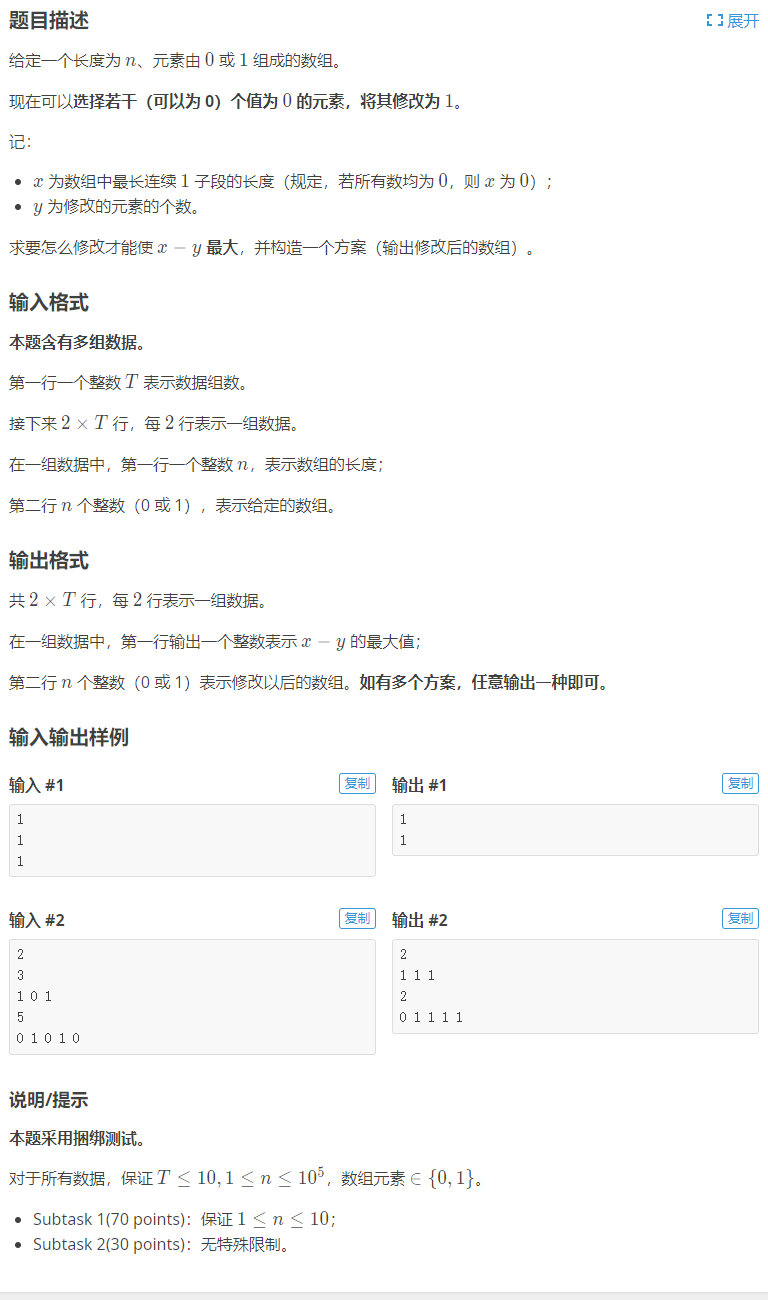 题目描述
展开
给定一个长度为 n、元素由 0 或 1 组成的数组。
现在可以选择若干（可以为 0）个值为 0 的元素，将其修改为 1。
记：
x 为数组中最长连续 1 子段的长度（规定，若所有数均为 0，则 x 为 0）；
y 为修改的元素的个数。
求要怎么修改才能使 x − y 最大，并构造一个方案（输出修改后的数组）。
输入格式
本题含有多组数据。
第一行一个整数 T 表示数据组数。
接下来 2 × T 行，每 2 行表示一组数据。
在一组数据中，第一行一个整数 n，表示数组的长度；
第二行 n 个整数（0 或 1），表示给定的数组。
输出格式
共 2 × T 行，每 2 行表示一组数据。
在一组数据中，第一行输出一个整数表示 x − y 的最大值；
第二行 n 个整数（0 或 1）表示修改以后的数组。如有多个方案，任意输出一种即可。
输入输出样例
输入 #1
复制
1
1
1
输出 #1
复制
1
1
输入 #2
复制
2
3
1 0 1
5
0 1 0 1 0
输出 #2
复制
2
1 1 1
2
0 1 1 1 1
说明/提示
本题采用捆绑测试。
对于所有数据，保证 T ≤ 10, 1 ≤ n ≤ 10⁵，数组元素 ∈ {0, 1}。
Subtask 1(70 points)：保证 1 ≤ n ≤ 10；
Subtask 2(30 points)：无特殊限制。